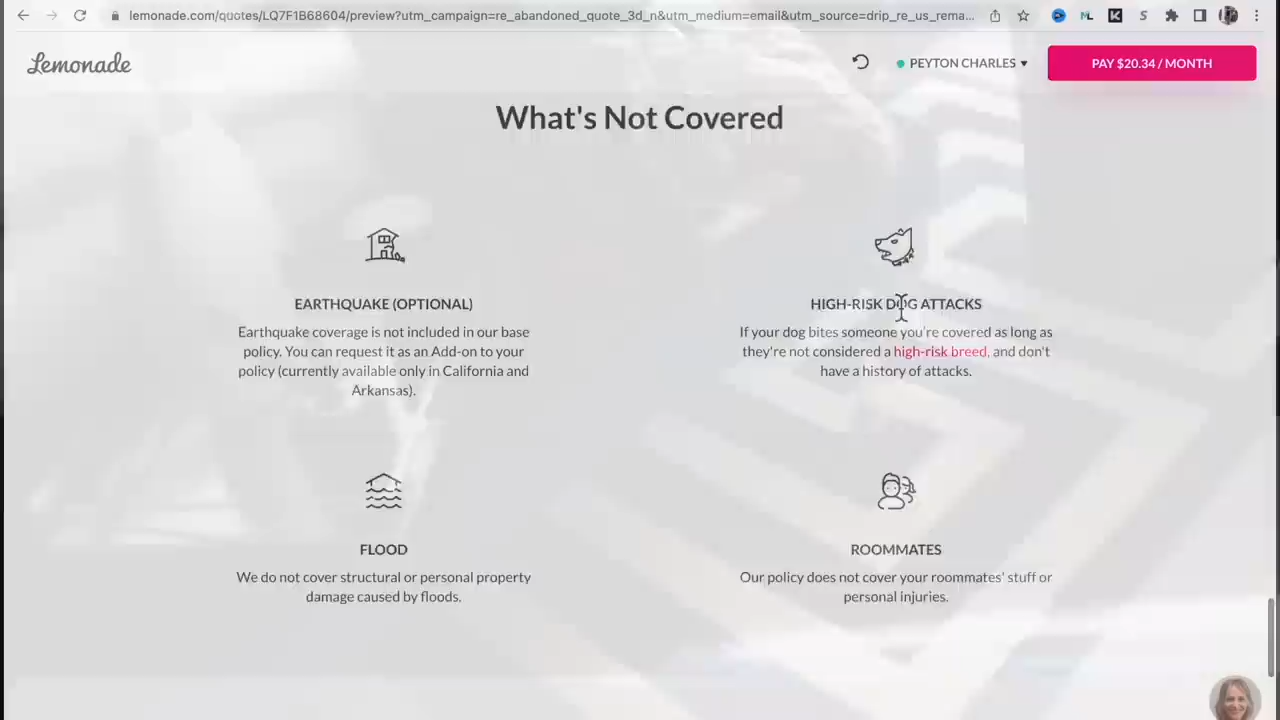 lemonade.com/quotes/LQ7F1B68604/preview?utm_campaign=re_abandoned_quote_3d_n&utm_medium=email&utm_source=drip_re_us_rema...
Lemonade
PEYTON CHARLES
PAY $20.34 / MONTH
What's Not Covered
EARTHQUAKE (OPTIONAL)
Earthquake coverage is not included in our base
policy. You can request it as an Add-on to your
policy (currently available only in California and
Arkansas).
HIGH-RISK DOG ATTACKS
If your dog bites someone you're covered as long as
they're not considered a high-risk breed, and don't
have a history of attacks.
FLOOD
We do not cover structural or personal property
damage caused by floods.
ROOMMATES
Our policy does not cover your roommates' stuff or
personal injuries.